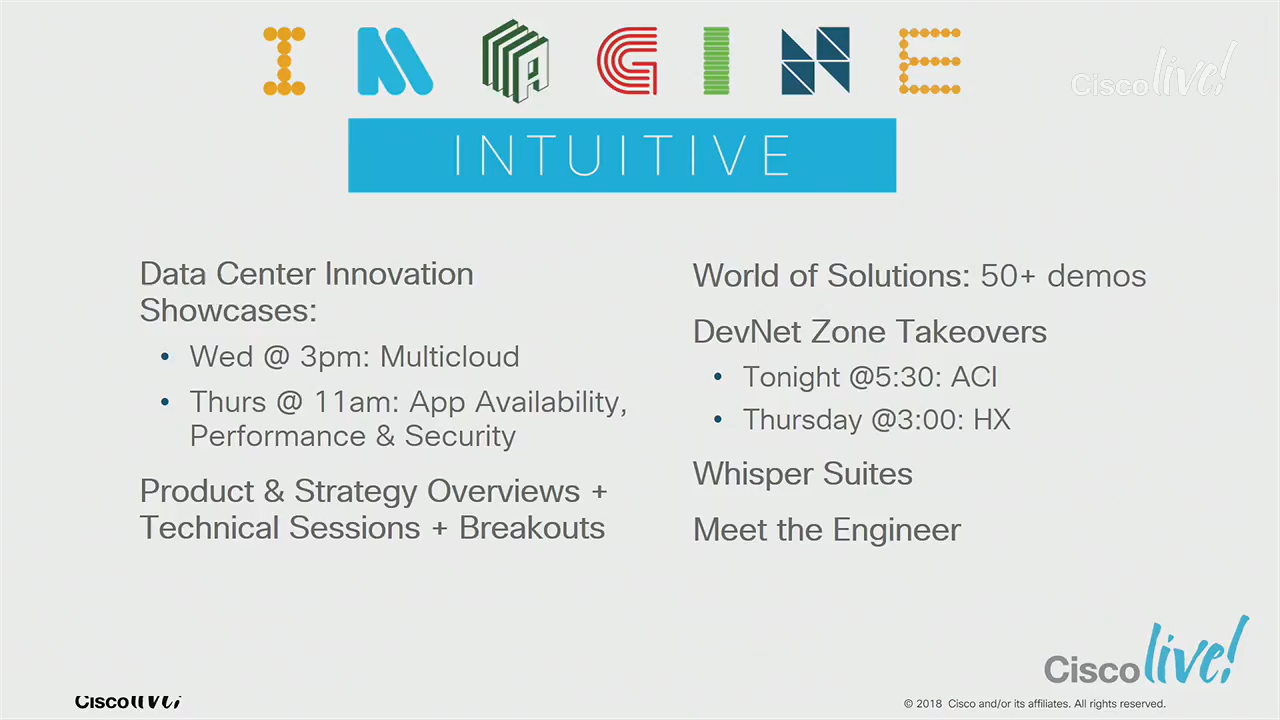 IMAGINE
Cisco live!
INTUITIVE
Data Center Innovation
Showcases:
• Wed @ 3pm: Multicloud
• Thurs @ 11am: App Availability,
Performance & Security
Product & Strategy Overviews +
Technical Sessions + Breakouts
World of Solutions: 50+ demos
DevNet Zone Takeovers
• Tonight @5:30: ACI
• Thursday @3:00: HX
Whisper Suites
Meet the Engineer
Cisco live!
Cisco live!
© 2018 Cisco and/or its affiliates. All rights reserved.